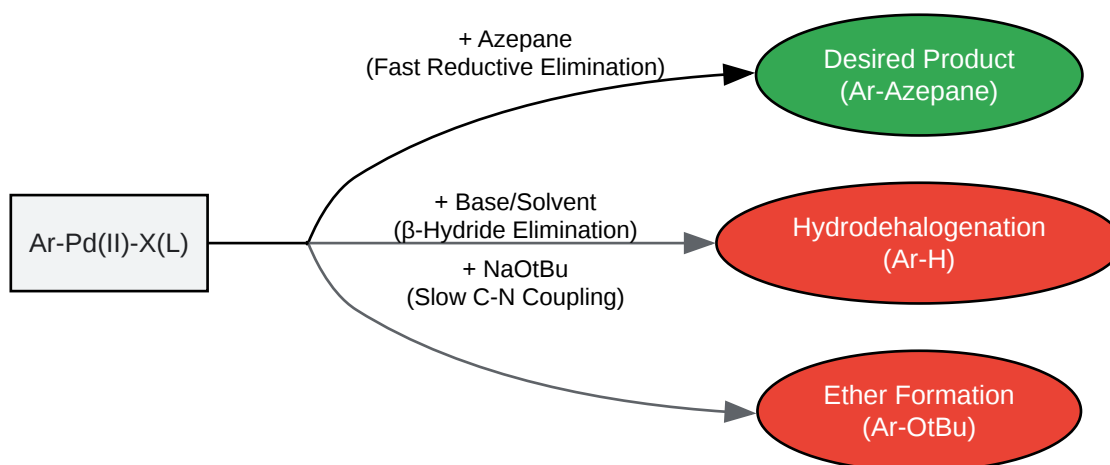 + Azepane
(Fast Reductive Elimination)
Desired Product
(Ar-Azepane)
Ar-Pd(II)-X(L)
+ Base/Solvent
(β-Hydride Elimination)
Hydrodehalogenation
(Ar-H)
+ NaOtBu
(Slow C-N Coupling)
Ether Formation
(Ar-OtBu)